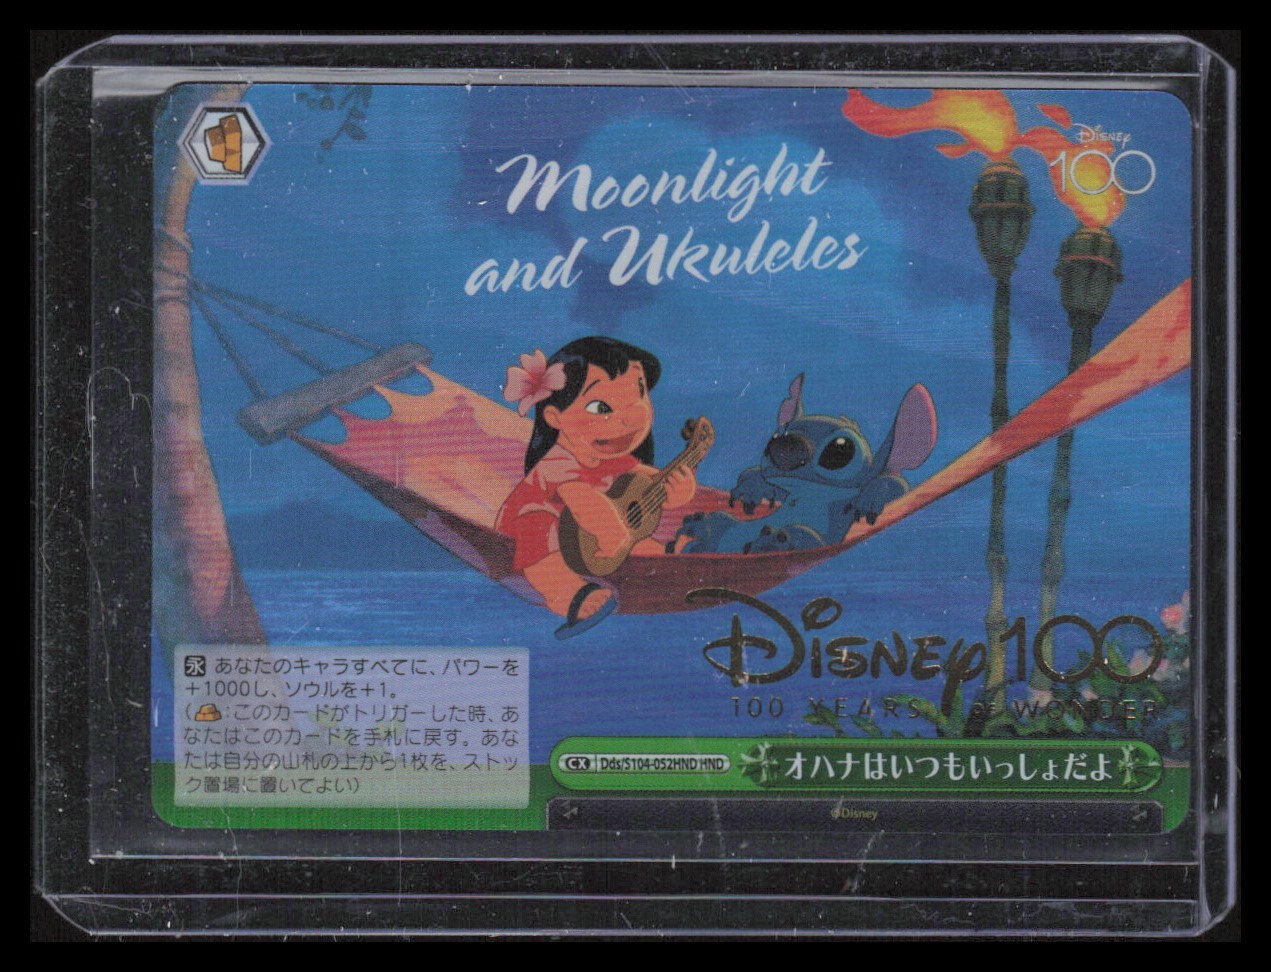 Disney
100
Moonlight
and Ukuleles
Disney100
100 YEARS OF WONDER
永 あなたのキャラすべてに、パワーを
+1000し、ソウルを+1。
( :このカードがトリガーした時、あ
なたはこのカードを手札に戻す。あな
たは自分の山札の上から1枚を、ストッ
ク置場に置いてよい)
CX Dds/S104-052HND HND オハナはいつもいっしょだよ
©Disney